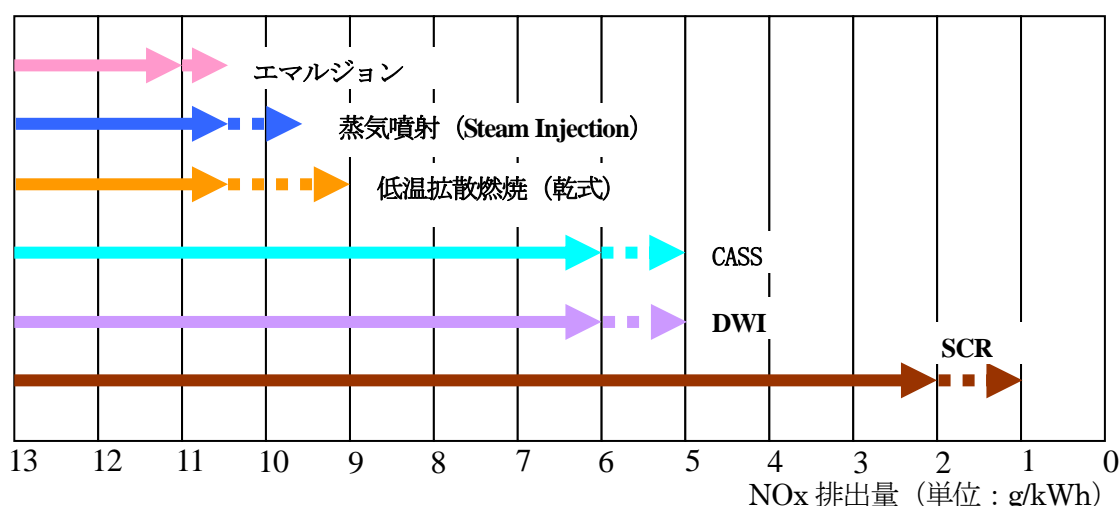 エマルジョン
蒸気噴射（Steam Injection）
低温拡散燃焼（乾式）
CASS
DWI
SCR
13 12 11 10 9 8 7 6 5 4 3 2 1 0
NOx 排出量（単位：g/kWh）